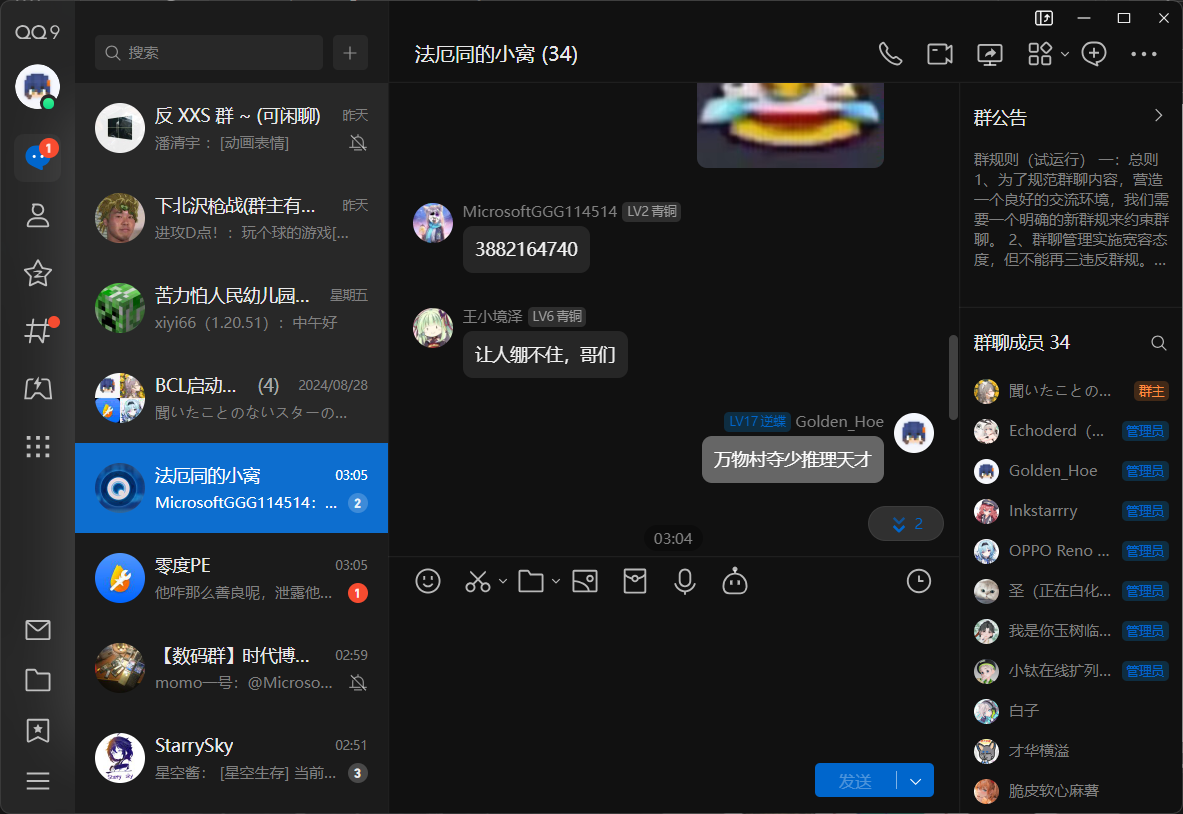 QQ9
1
搜索
反 XXS 群 ~ (可闲聊)
昨天
潘清宇： [动画表情]
下北沢枪战(群主有...
昨天
进攻D点！： 玩个球的游戏[...
苦力怕人民幼儿园...
星期五
xiyi66（1.20.51）: 中午好
BCL启动... (4)
2024/08/28
聞いたことのないスターの...
法厄同的小窝
03:05
MicrosoftGGG114514: ...
2
零度PE
03:05
他咋那么善良呢，泄露他...
1
【数码群】时代博...
02:59
momo一号: @Microso...
StarrySky
02:51
星空酱： [星空生存] 当前...
3
法厄同的小窝 (34)
MicrosoftGGG114514 LV2 青铜
3882164740
王小境泽 LV6 青铜
让人绷不住，哥们
LV17 逆蝶 Golden_Hoe
万物村夺少推理天才
2
03:04
发送
群公告
群规则（试运行） 一：总则
1、为了规范群聊内容，营造
一个良好的交流环境，我们需
要一个明确的新群规来约束群
聊。 2、群聊管理实施宽容态
度，但不能再三违反群规。...
群聊成员 34
聞いたことの... 群主
Echoderd（... 管理员
Golden_Hoe 管理员
Inkstarrry 管理员
OPPO Reno ... 管理员
圣（正在白化... 管理员
我是你玉树临... 管理员
小钛在线扩列... 管理员
白子
才华横溢
脆皮软心麻薯